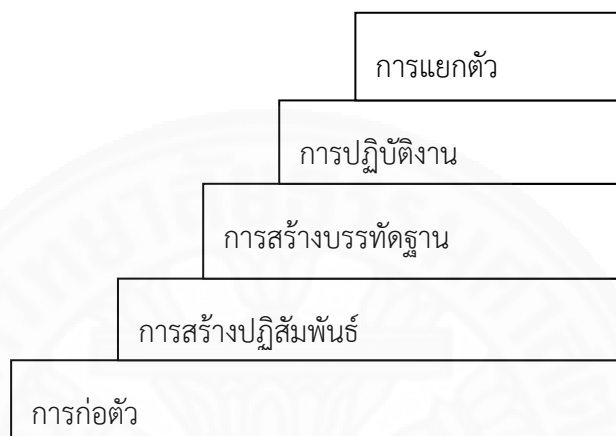 การแยกตัว
การปฏิบัติงาน
การสร้างบรรทัดฐาน
การสร้างปฏิสัมพันธ์
การก่อตัว